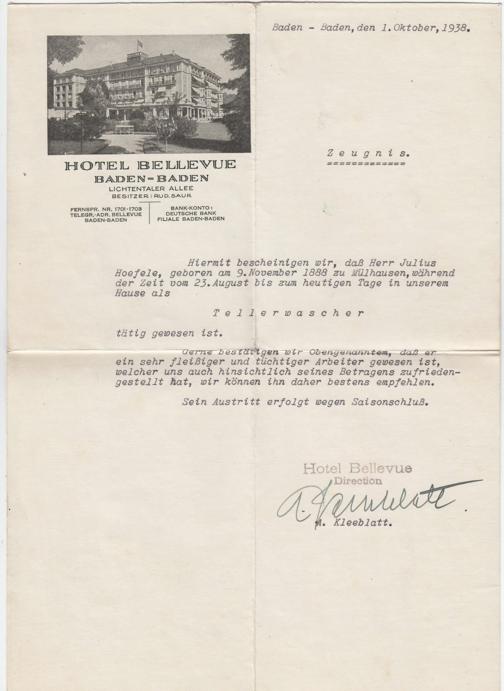 Baden - Baden, den 1. Oktober, 1938.
HOTEL BELLEVUE
BADEN-BADEN
LICHTENTALER ALLEE
BESITZER: RUD. SAUR
FERNSPR. NR. 1701-1703
TELEGR.-ADR. BELLEVUE
BADEN-BADEN
BANK-KONTO:
DEUTSCHE BANK
FILIALE BADEN-BADEN
Zeugnis.
Hiermit bescheinigen wir, daß Herr Julius
Hoefele, geboren am 9. November 1888 zu Mülhausen, während
der Zeit vom 23. August bis zum heutigen Tage in unserem
Hause als
Tellerwascher
tätig gewesen ist.
Gerne bestätigen wir Obengenanntem, daß er
ein sehr fleißiger und tüchtiger Arbeiter gewesen ist,
welcher uns auch hinsichtlich seines Betragens zufrieden-
gestellt hat, wir können ihn daher bestens empfehlen.
Sein Austritt erfolgt wegen Saisonschluß.
Hotel Bellevue
Direction
A. Kleeblatt
A. Kleeblatt.